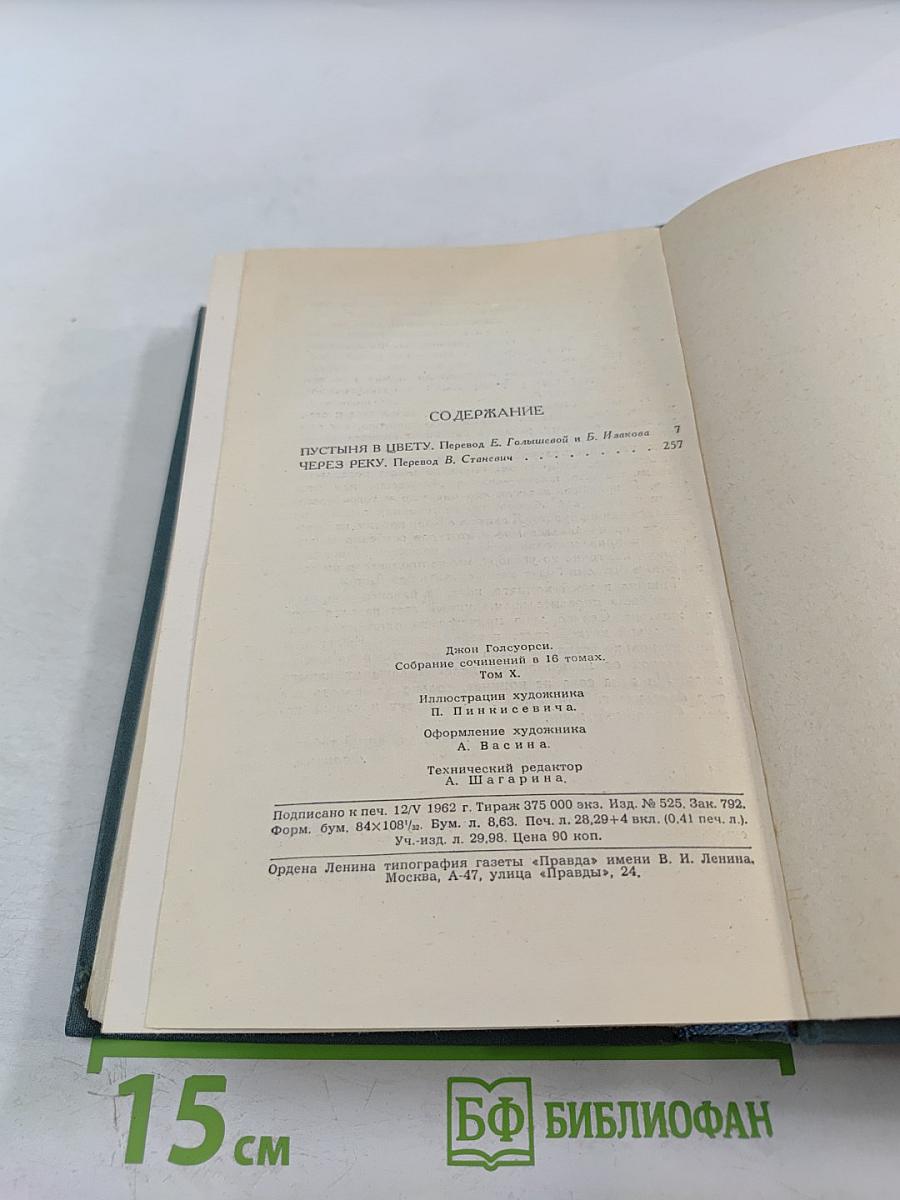 СОДЕРЖАНИЕ
ПУСТЫНЯ В ЦВЕТУ. Перевод Е. Голышевой и Б. Изакова 7
ЧЕРЕЗ РЕКУ. Перевод В. Станевич . . . . . . . . . 257
Джон Голсуорси.
Собрание сочинений в 16 томах.
Том X.
Иллюстрации художника
П. Пинкисевича.
Оформление художника
А. Васина.
Технический редактор
А. Шагарина.
Подписано к печ. 12/V 1962 г. Тираж 375 000 экз. Изд. № 525. Зак. 792.
Форм. бум. 84×108¹/₃₂. Бум. л. 8,63. Печ. л. 28,29+4 вкл. (0,41 печ. л.).
Уч.-изд. л. 29,98. Цена 90 коп.
Ордена Ленина типография газеты «Правда» имени В. И. Ленина.
Москва, А-47, улица «Правды», 24.
15 см
БФ БИБЛИОФАН